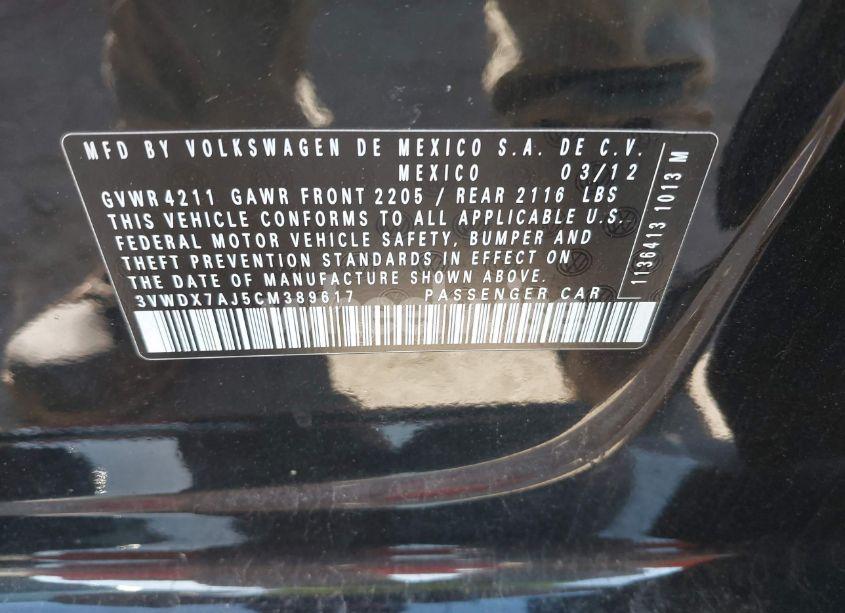 MFD BY VOLKSWAGEN DE MEXICO S.A. DE C.V.
MEXICO 03/12
GVWR 4211 GAWR FRONT 2205 / REAR 2116 LBS
THIS VEHICLE CONFORMS TO ALL APPLICABLE U.S.
FEDERAL MOTOR VEHICLE SAFETY, BUMPER AND
THEFT PREVENTION STANDARDS IN EFFECT ON
THE DATE OF MANUFACTURE SHOWN ABOVE.
3VWDX7AJ5CM389617 PASSENGER CAR
1136413 1013 M